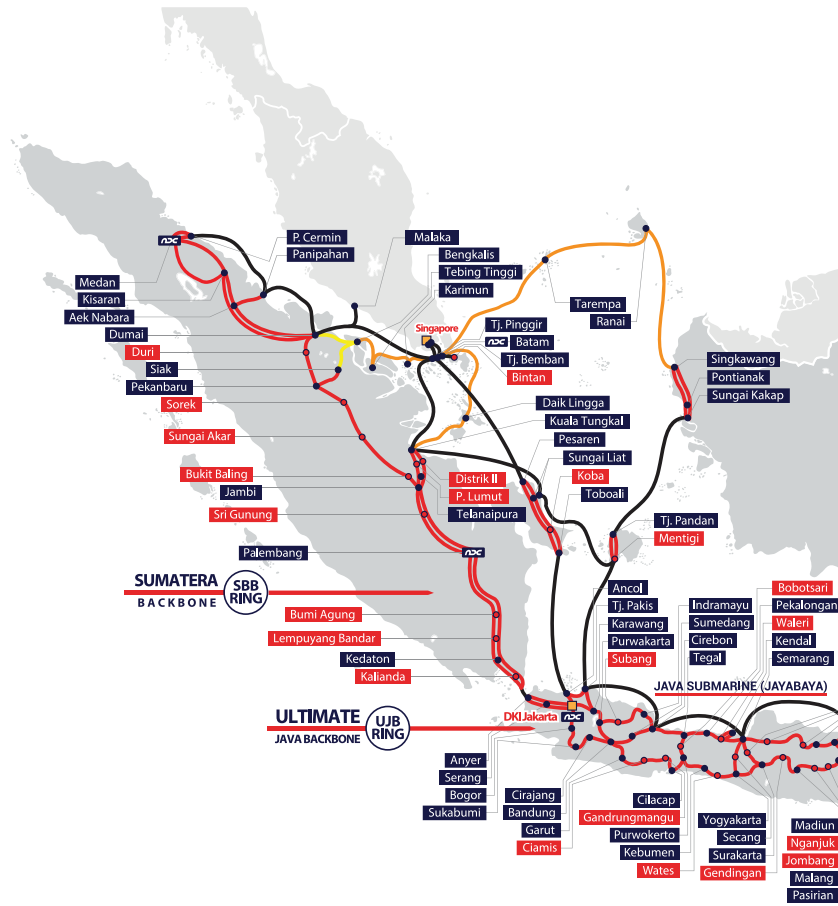 P. Cermin
Panipahan
Malaka
Bengkalis
Tebing Tinggi
Karimun
NDC
Medan
Kisaran
Aek Nabara
Dumai
Duri
Siak
Pekanbaru
Sorek
Sungai Akar
Bukit Baling
Jambi
Sri Gunung
Palembang
NDC
Singapore
Tj. Pinggir
NDC Batam
Tj. Bemban
Bintan
Tarempa
Ranai
Singkawang
Pontianak
Sungai Kakap
Daik Lingga
Kuala Tungkal
Pesaren
Sungai Liat
Koba
Toboali
Distrik II
P. Lumut
Telanaipura
Tj. Pandan
Mentigi
SUMATERA
BACKBONE
SBB
RING
Bumi Agung
Lempuyang Bandar
Kedaton
Kalianda
Ancol
Tj. Pakis
Karawang
Purwakarta
Subang
Indramayu
Sumedang
Cirebon
Tegal
Bobotsari
Pekalongan
Waleri
Kendal
Semarang
JAVA SUBMARINE (JAYABAYA)
ULTIMATE
JAVA BACKBONE
UJB
RING
DKI Jakarta NDC
Anyer
Serang
Bogor
Sukabumi
Cirajang
Bandung
Garut
Ciamis
Cilacap
Gandrungmangu
Purwokerto
Kebumen
Wates
Yogyakarta
Secang
Surakarta
Gendingan
Madiun
Nganjuk
Jombang
Malang
Pasirian